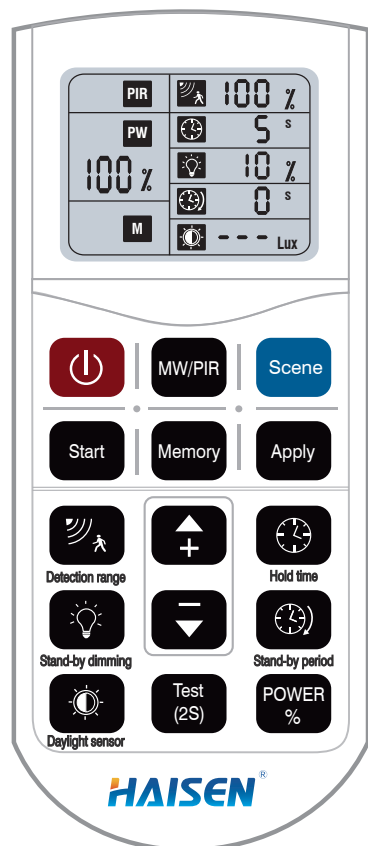 PIR
100 %
PW
5 s
100 %
10 %
0 s
M
--- Lux
MW/PIR
Scene
Start
Memory
Apply
+
Detection range
Hold time
−
Stand-by dimming
Stand-by period
Test
(2S)
POWER
%
Daylight sensor
HAISEN®